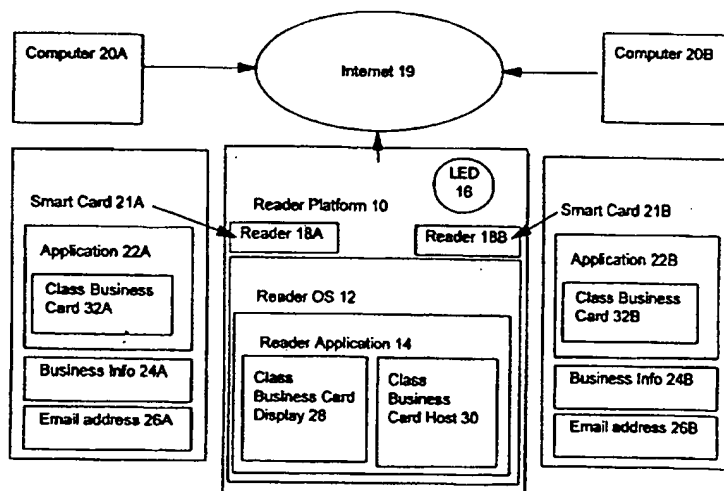 Computer 20A
Internet 19
Computer 20B
Smart Card 21A
Application 22A
Class Business
Card 32A
Business Info 24A
Email address 26A
LED
16
Reader Platform 10
Reader 18A
Reader 18B
Reader OS 12
Reader Application 14
Class
Business Card
Display 28
Class
Business
Card Host 30
Smart Card 21B
Application 22B
Class Business
Card 32B
Business Info 24B
Email address 26B